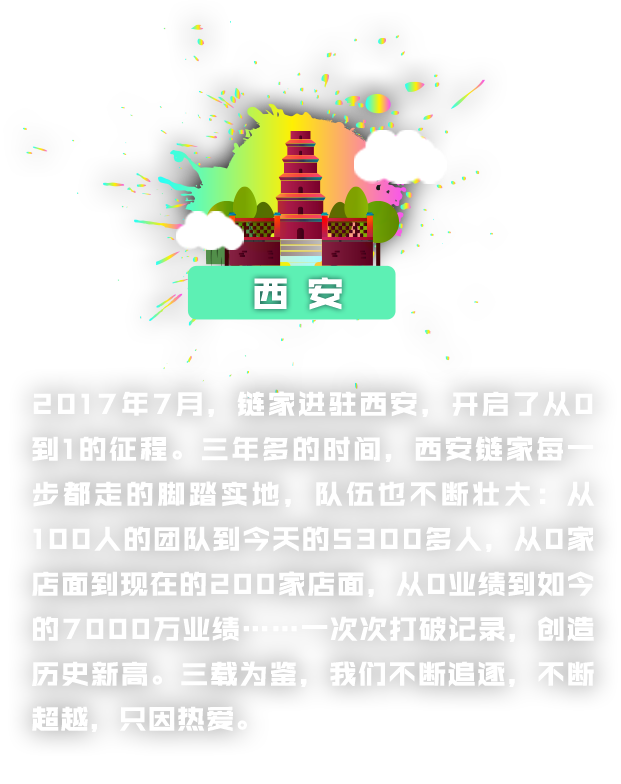 西安
2017年7月，链家进驻西安，开启了从0
到1的征程。三年多的时间，西安链家每一
步都走的脚踏实地，队伍也不断壮大：从
100人的团队到今天的5300多人，从0家
店面到现在的200家店面，从0业绩到如今
的7000万业绩……一次次打破记录，创造
历史新高。三载为鉴，我们不断追逐，不断
超越，只因热爱。